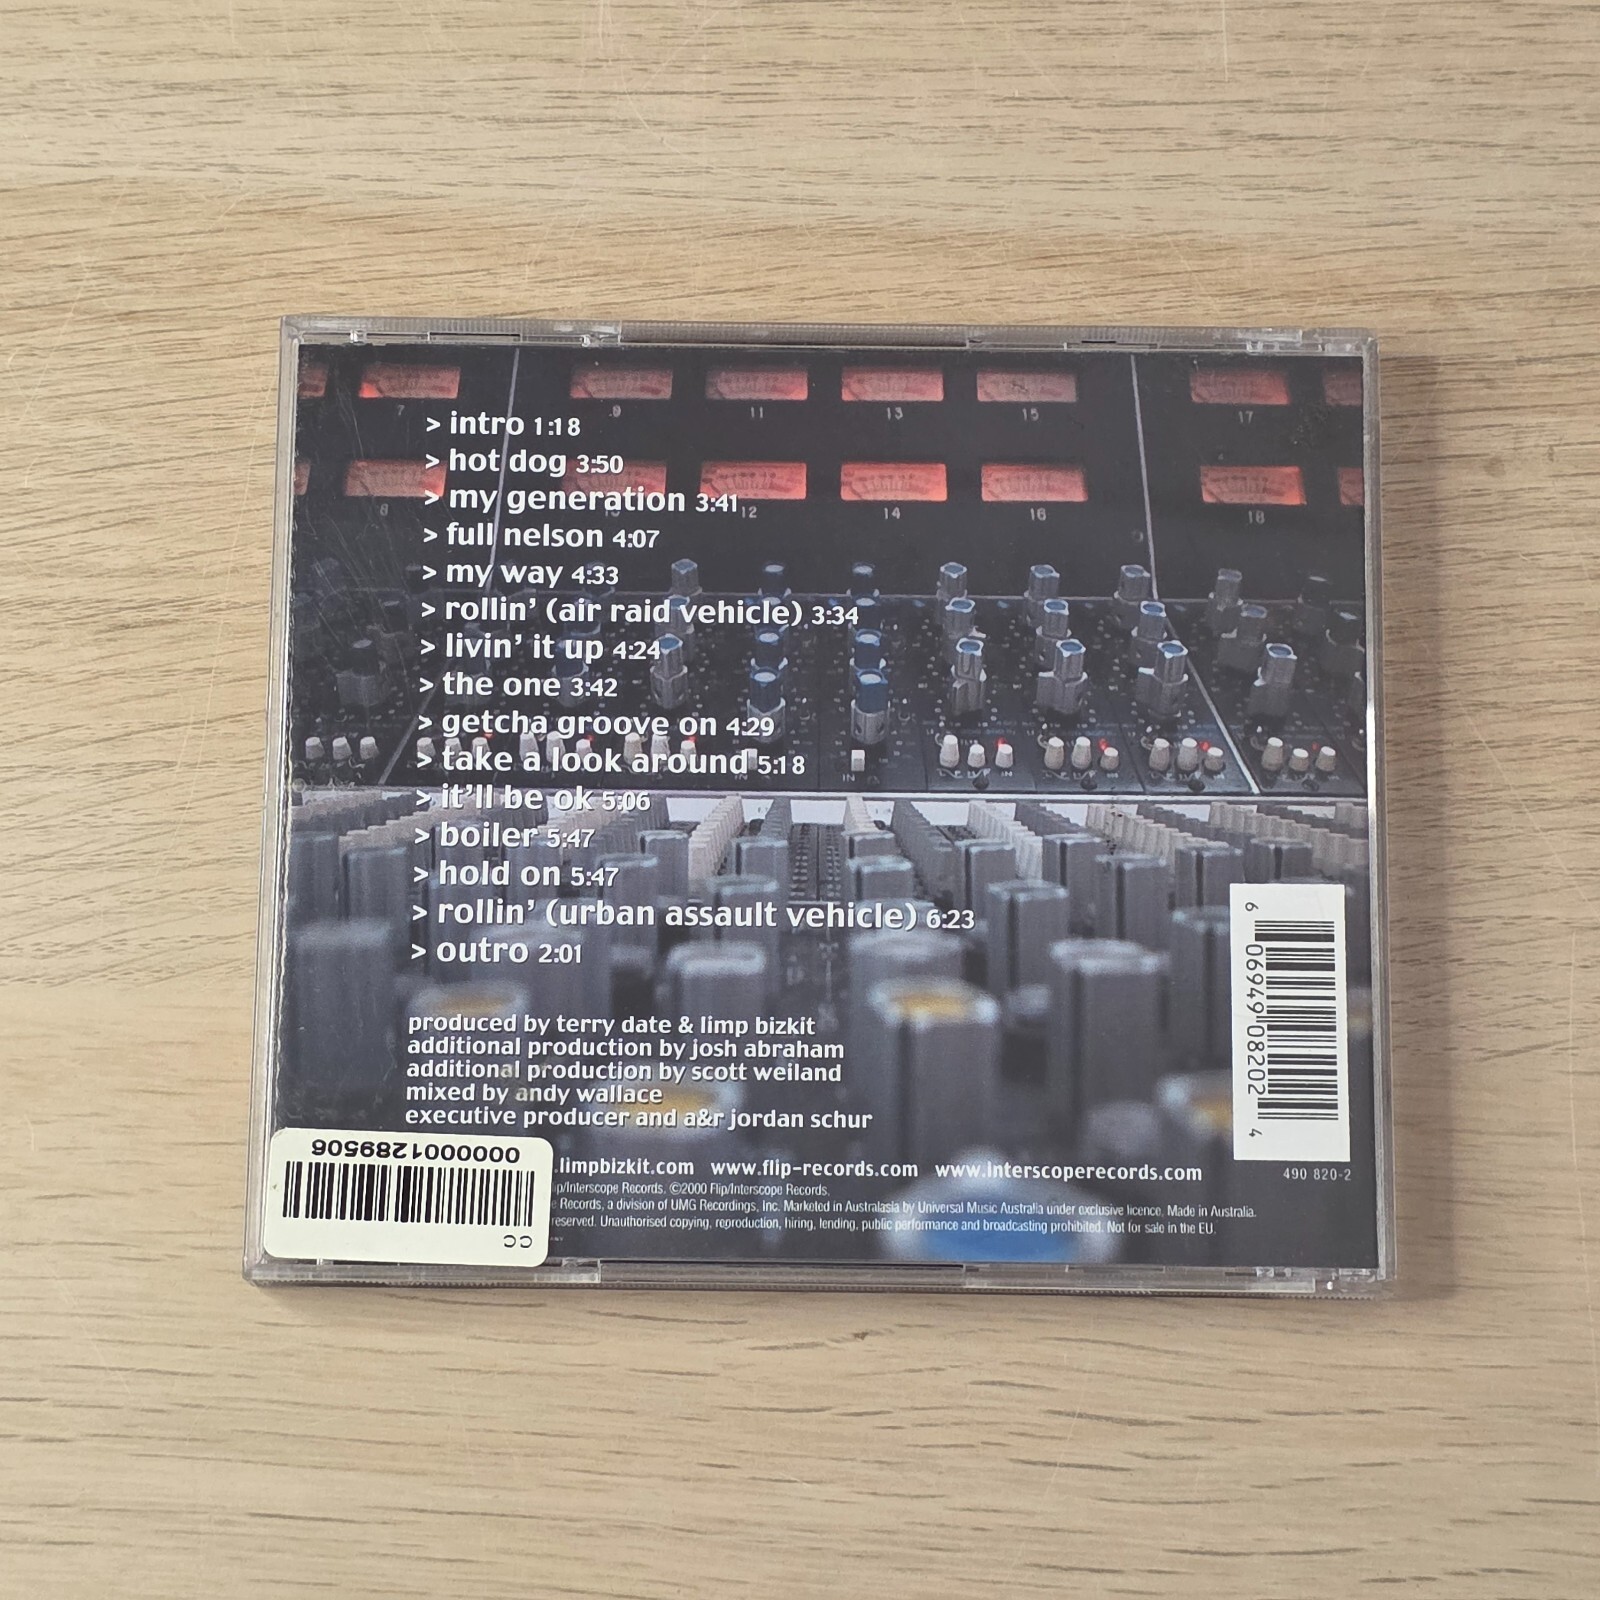 7 9 11 13 15 17
8 12 14 16 18
> intro 1:18
> hot dog 3:50
> my generation 3:41
> full nelson 4:07
> my way 4:33
> rollin' (air raid vehicle) 3:34
> livin' it up 4:24
> the one 3:42
> getcha groove on 4:29
> take a look around 5:18
> it'll be ok 5:06
> boiler 5:47
> hold on 5:47
> rollin' (urban assault vehicle) 6:23
> outro 2:01
produced by terry date & limp bizkit
additional production by josh abraham
additional production by scott weiland
mixed by andy wallace
executive producer and a&r jordan schur
.limpbizkit.com www.flip-records.com www.interscoperecords.com
Interscope Records. ©2000 Flip/Interscope Records.
Records, a division of UMG Recordings, Inc. Marketed in Australasia by Universal Music Australia under exclusive licence. Made in Australia.
reserved. Unauthorised copying, reproduction, hiring, lending, public performance and broadcasting prohibited. Not for sale in the EU.
6 06949 08202 4
490 820-2
0000001289506
CC